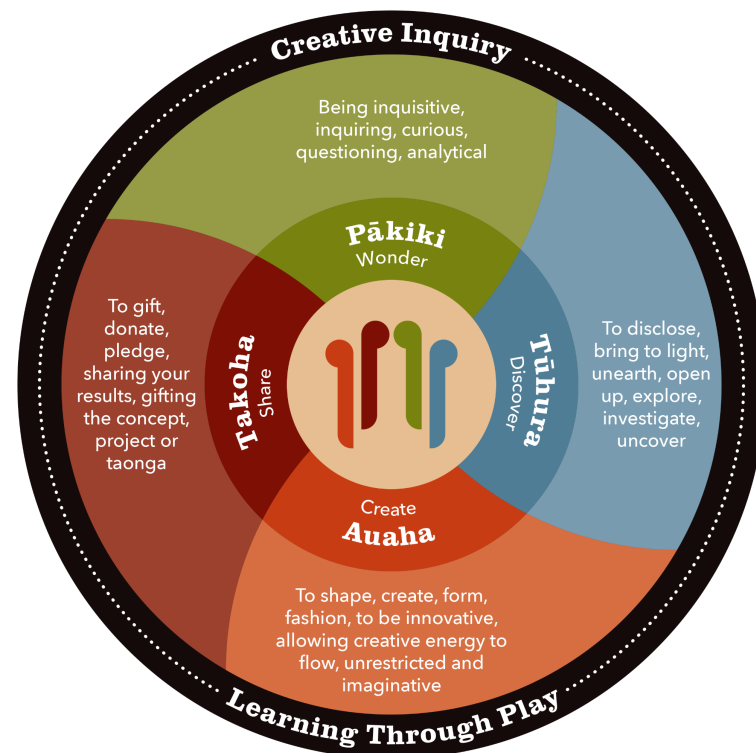 Creative Inquiry
Being inquisitive,
inquiring, curious,
questioning, analytical
Pākiki
Wonder
Tūhura
Discover
To disclose,
bring to light,
unearth, open
up, explore,
investigate,
uncover
Create
Auaha
To shape, create, form,
fashion, to be innovative,
allowing creative energy to
flow, unrestricted and
imaginative
Takoha
Share
To gift,
donate,
pledge,
sharing your
results, gifting
the concept,
project or
taonga
Learning Through Play